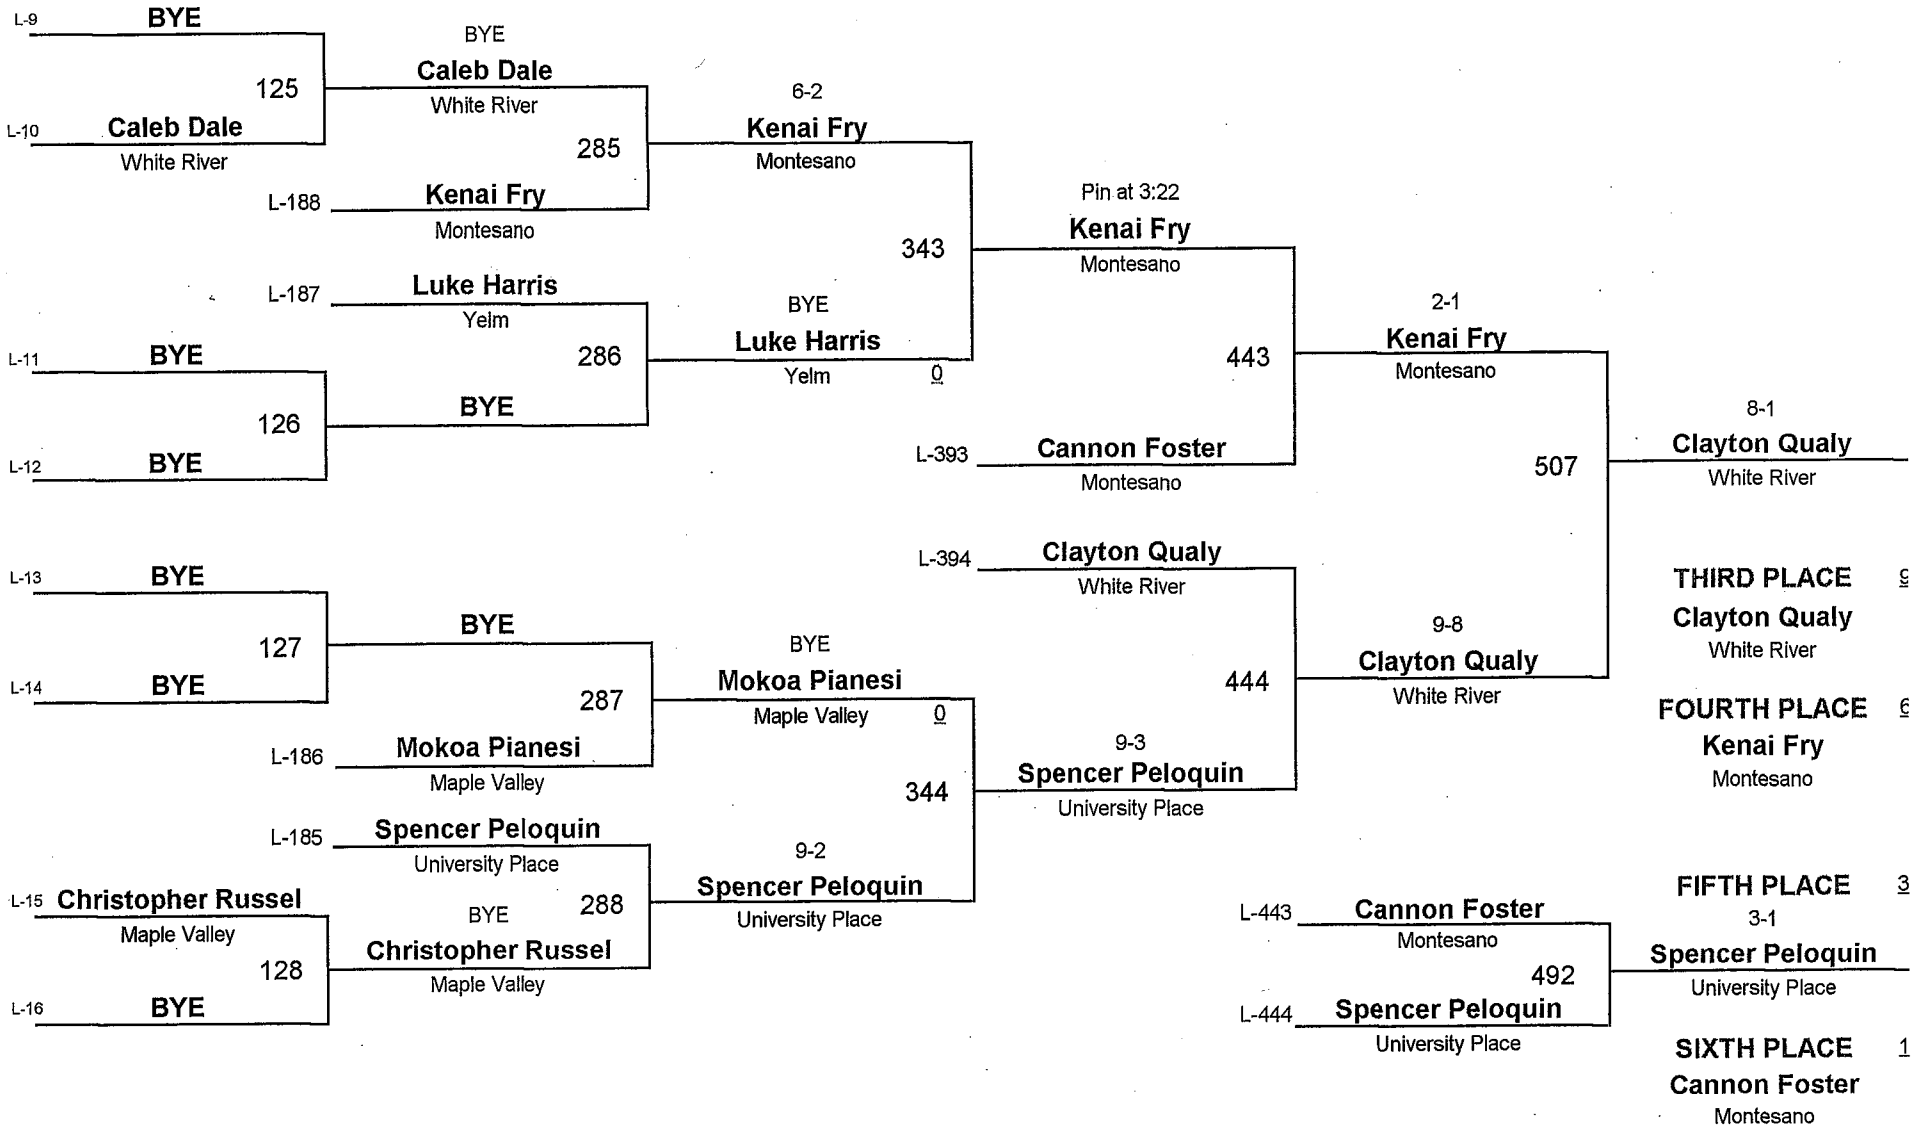 L-9 BYE
125
L-10 Caleb Dale
White River
BYE
Caleb Dale
White River
285
L-188 Kenai Fry
Montesano
6-2
Kenai Fry
Montesano
L-187 Luke Harris
Yelm
286
L-11 BYE
126
L-12 BYE
BYE
BYE
Luke Harris
Yelm 0
343
Pin at 3:22
Kenai Fry
Montesano
443
L-393 Cannon Foster
Montesano
2-1
Kenai Fry
Montesano
507
8-1
Clayton Qualy
White River
L-13 BYE
127
L-14 BYE
BYE
287
L-186 Mokoa Pianesi
Maple Valley
BYE
Mokoa Pianesi
Maple Valley 0
344
L-185 Spencer Peloquin
University Place
288
L-15 Christopher Russel
Maple Valley
128
L-16 BYE
BYE
Christopher Russel
Maple Valley
9-2
Spencer Peloquin
University Place
L-394 Clayton Qualy
White River
444
9-3
Spencer Peloquin
University Place
9-8
Clayton Qualy
White River
THIRD PLACE
Clayton Qualy
White River
FOURTH PLACE 6
Kenai Fry
Montesano
L-443 Cannon Foster
Montesano
492
L-444 Spencer Peloquin
University Place
FIFTH PLACE 3
3-1
Spencer Peloquin
University Place
SIXTH PLACE 1
Cannon Foster
Montesano